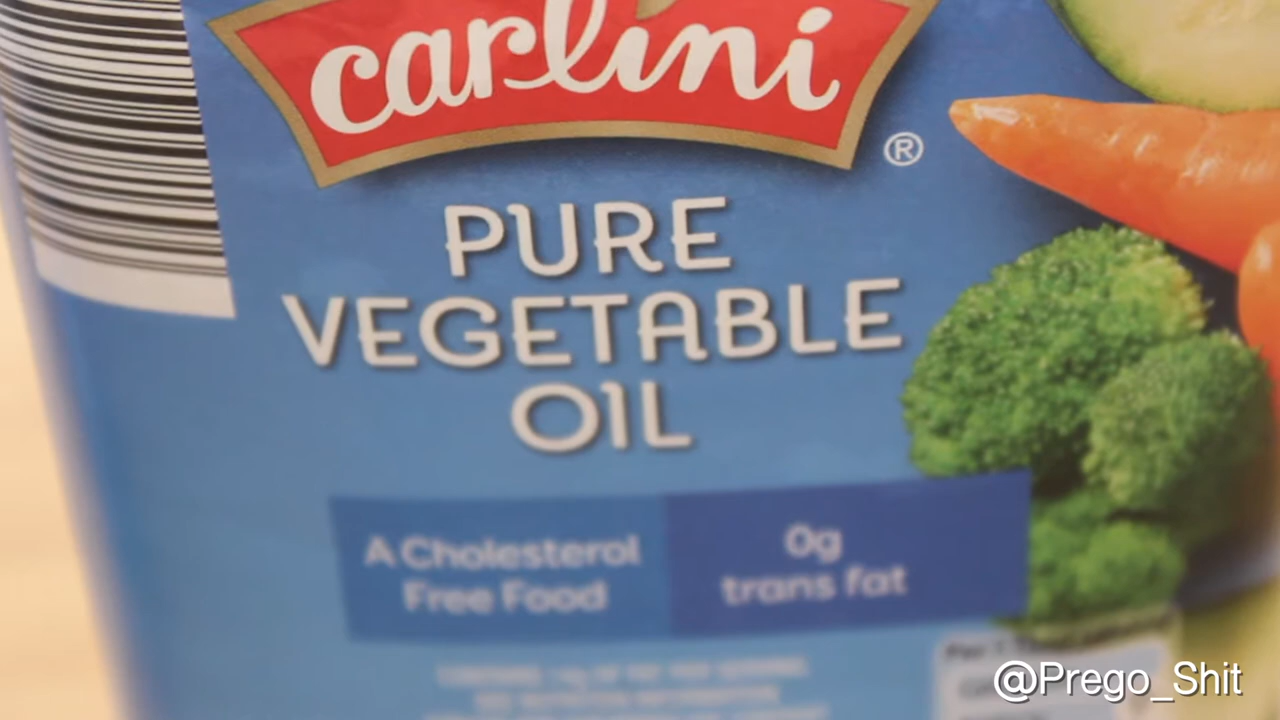 carlini
®
PURE
VEGETABLE
OIL
A Cholesterol
Free Food
0g
trans fat
@Prego_Shit